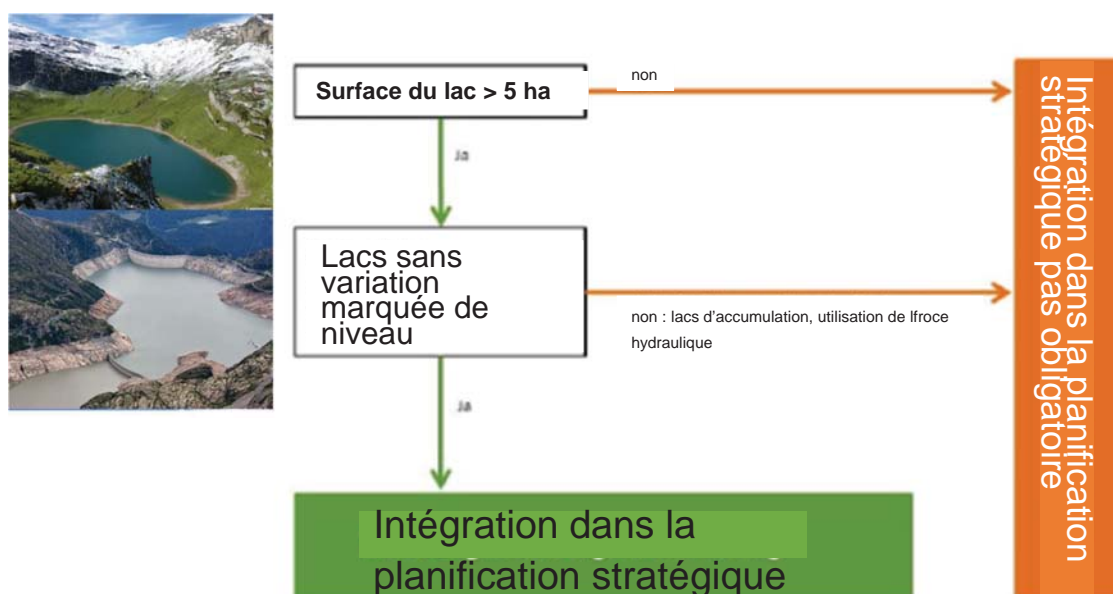 Surface du lac > 5 ha
non
Ja
Lacs sans
variation
marquée de
niveau
non : lacs d'accumulation, utilisation de lfroce
hydraulique
Ja
Intégration dans la
planification stratégique
Intégration dans la planification
stratégique pas obligatoire